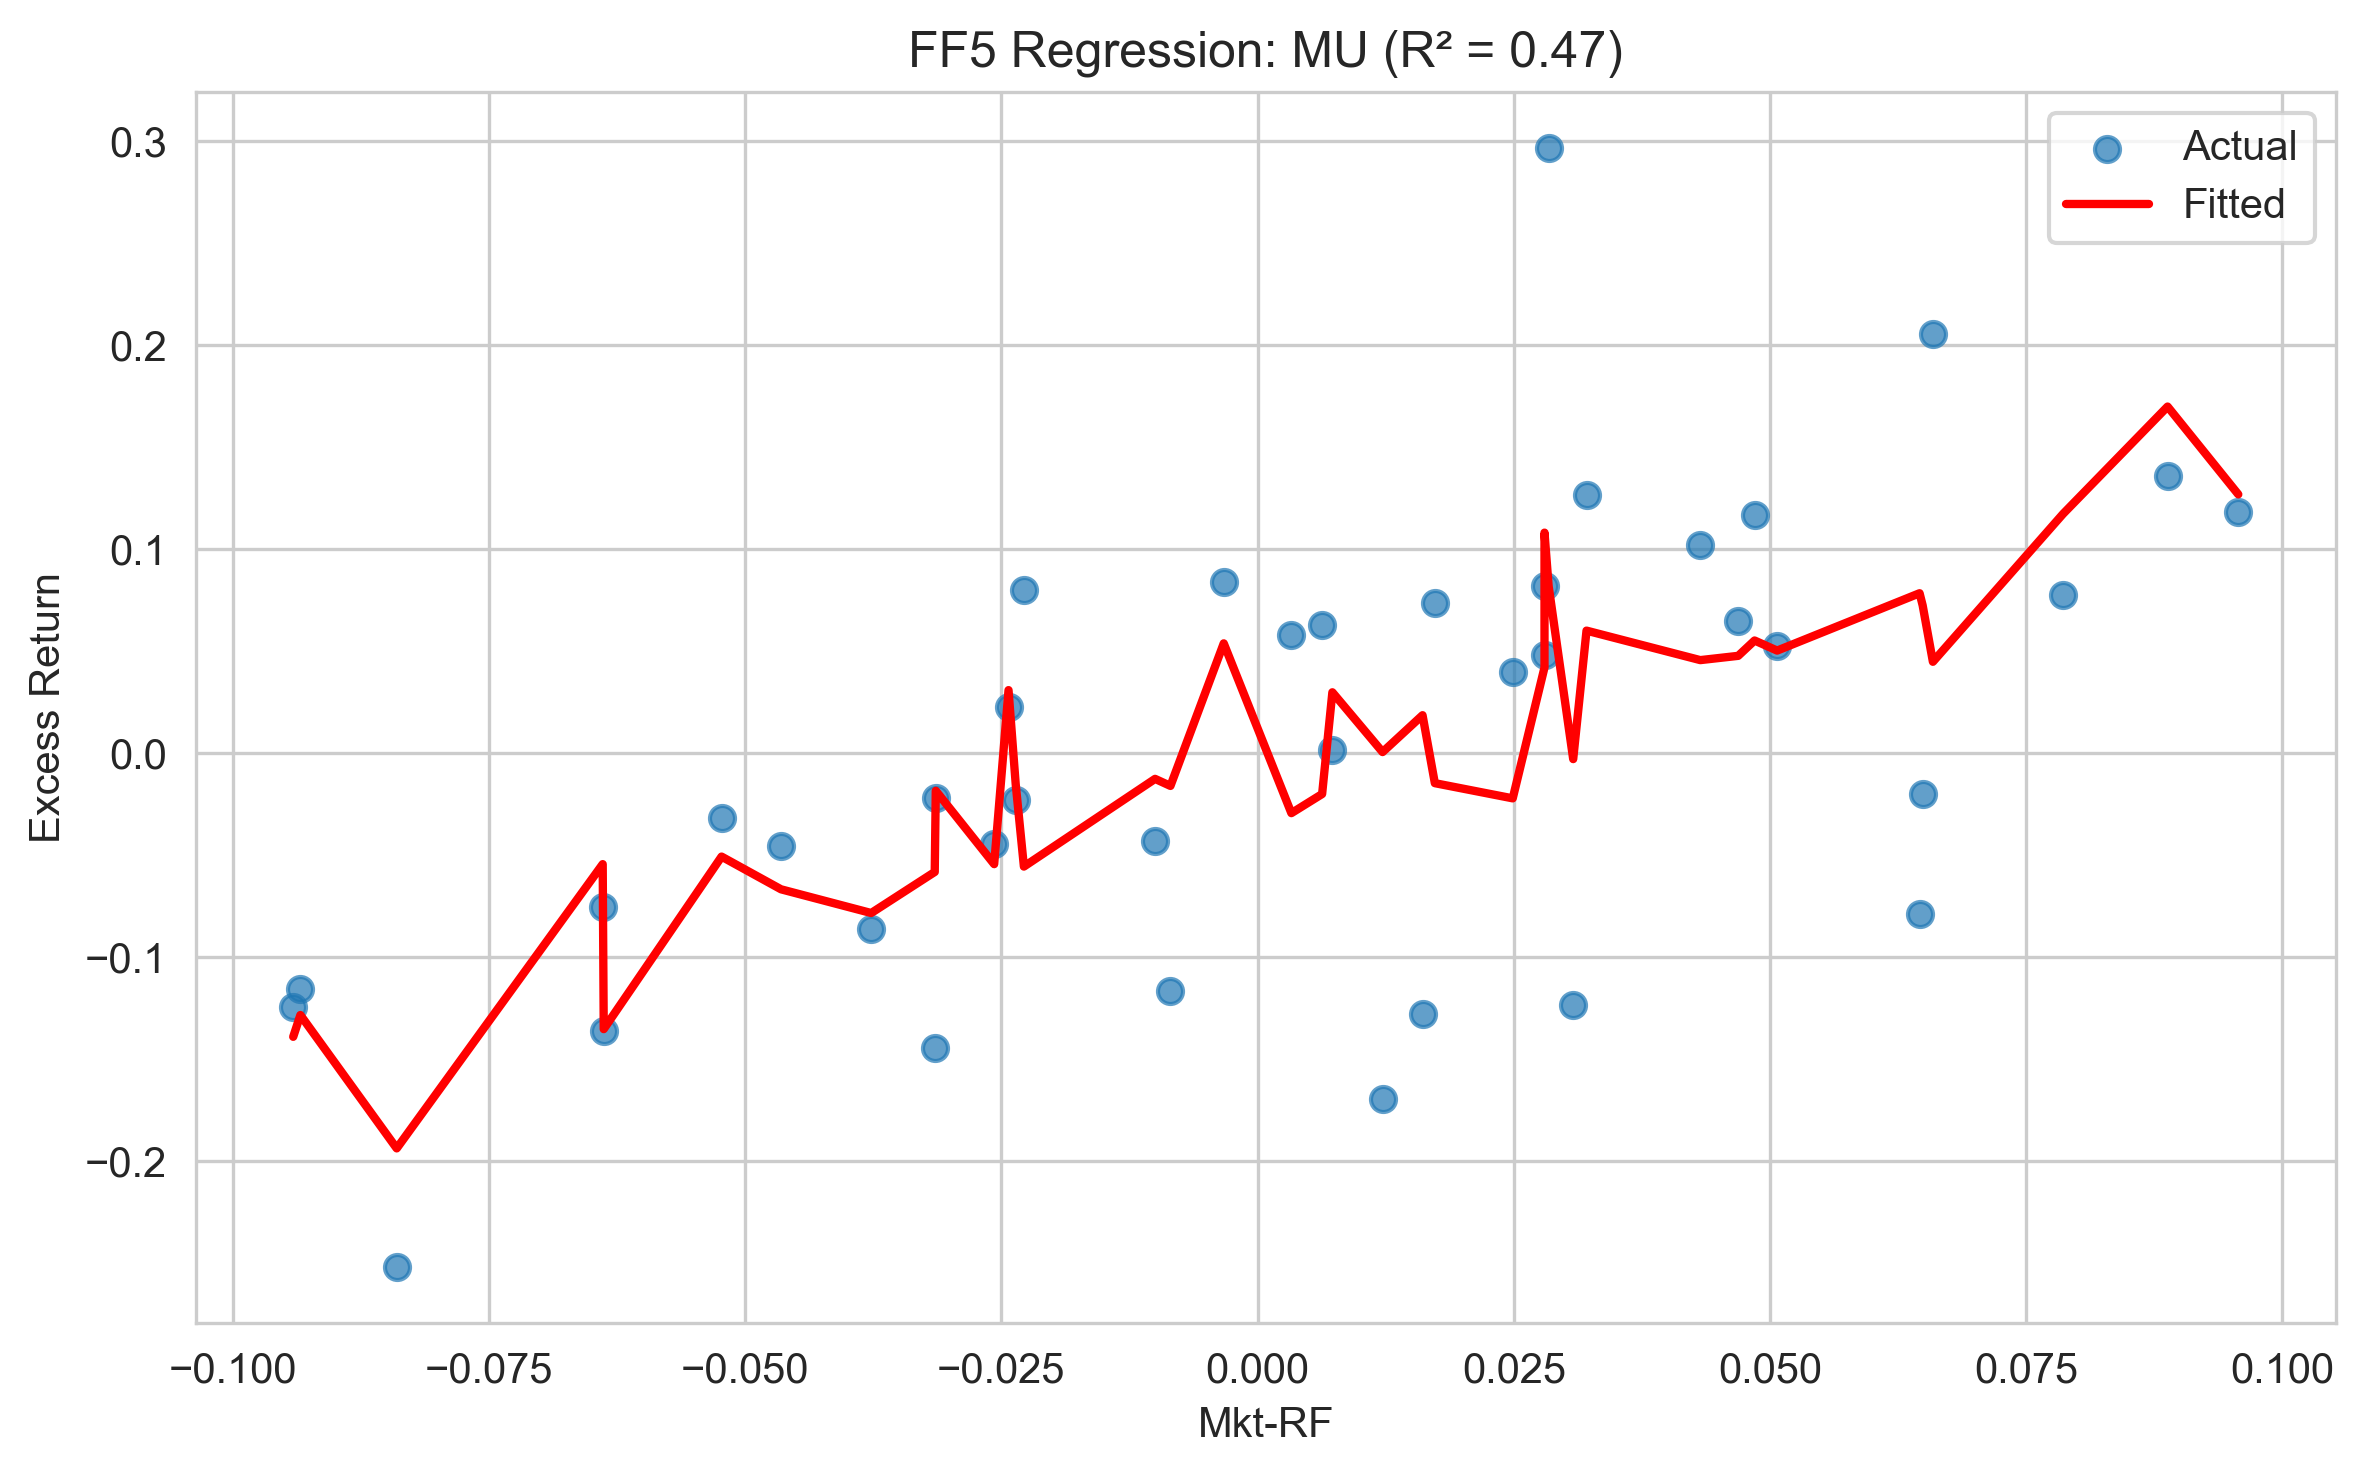 FF5 Regression: MU (R² = 0.47)
Actual
Fitted
0.3
0.2
0.1
0.0
−0.1
−0.2
Excess Return
−0.100 −0.075 −0.050 −0.025 0.000 0.025 0.050 0.075 0.100
Mkt-RF